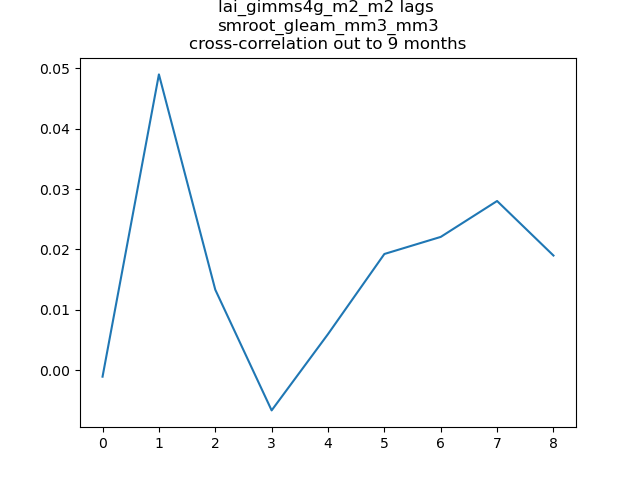 lai_gimms4g_m2_m2 lags
smroot_gleam_mm3_mm3
cross-correlation out to 9 months
0.05
0.04
0.03
0.02
0.01
0.00
0 1 2 3 4 5 6 7 8